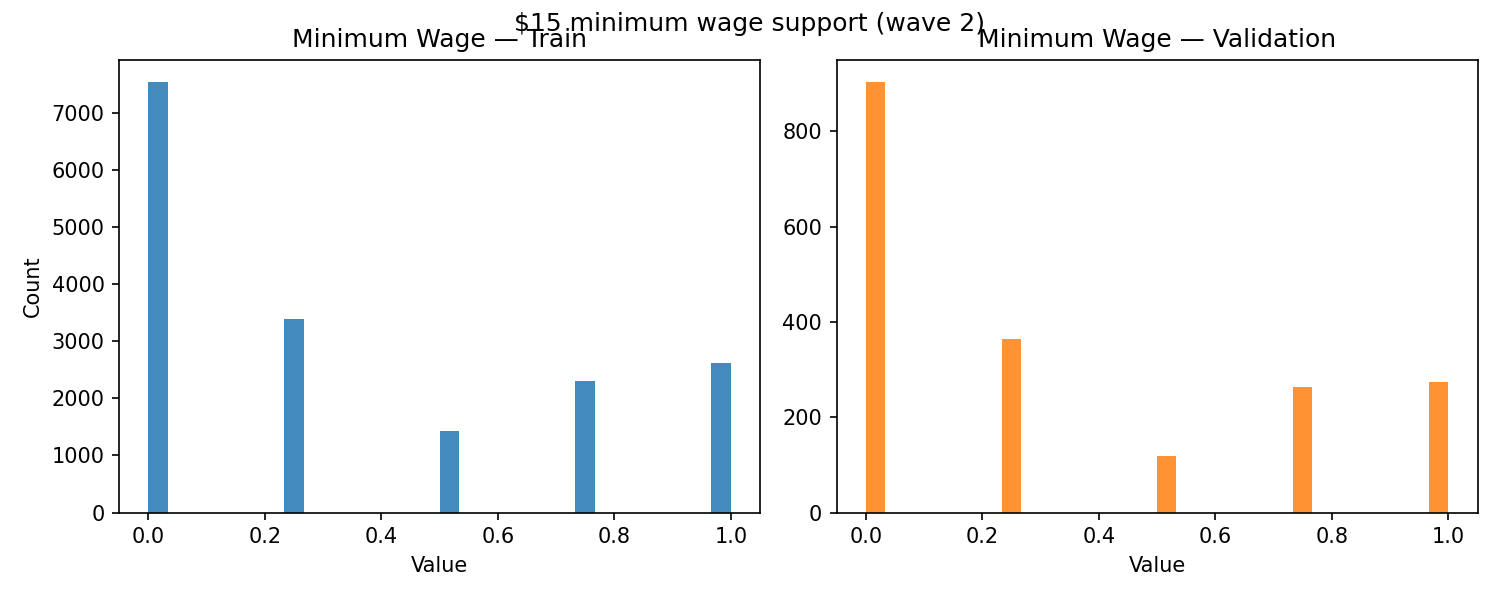 $15 minimum wage support (wave 2)
Minimum Wage — Train
Minimum Wage — Validation
Count
7000
6000
5000
4000
3000
2000
1000
0
0.0 0.2 0.4 0.6 0.8 1.0
Value
800
600
400
200
0
0.0 0.2 0.4 0.6 0.8 1.0
Value